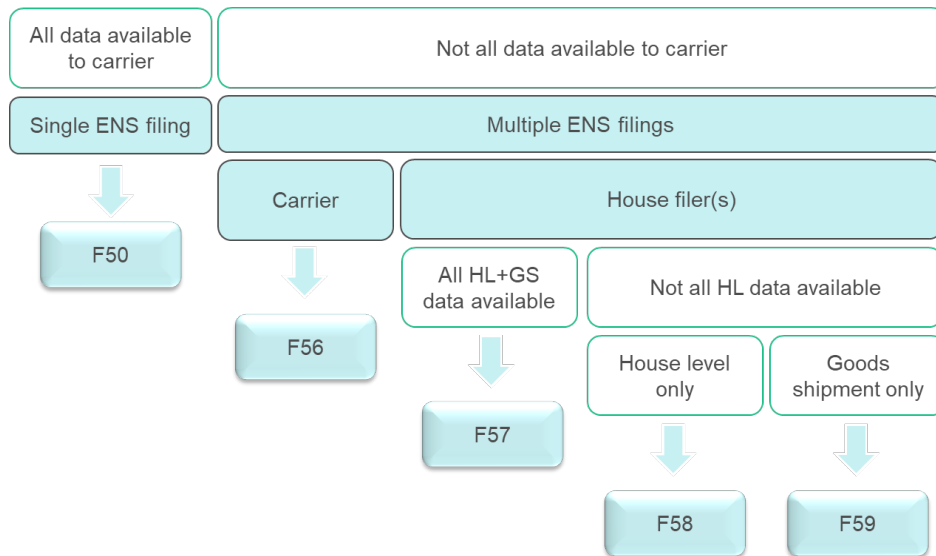 All data available
to carrier
Not all data available to carrier
Single ENS filing
Multiple ENS filings
Carrier
House filer(s)
F50
All HL+GS
data available
Not all HL data available
F56
House level
only
Goods
shipment only
F57
F58
F59